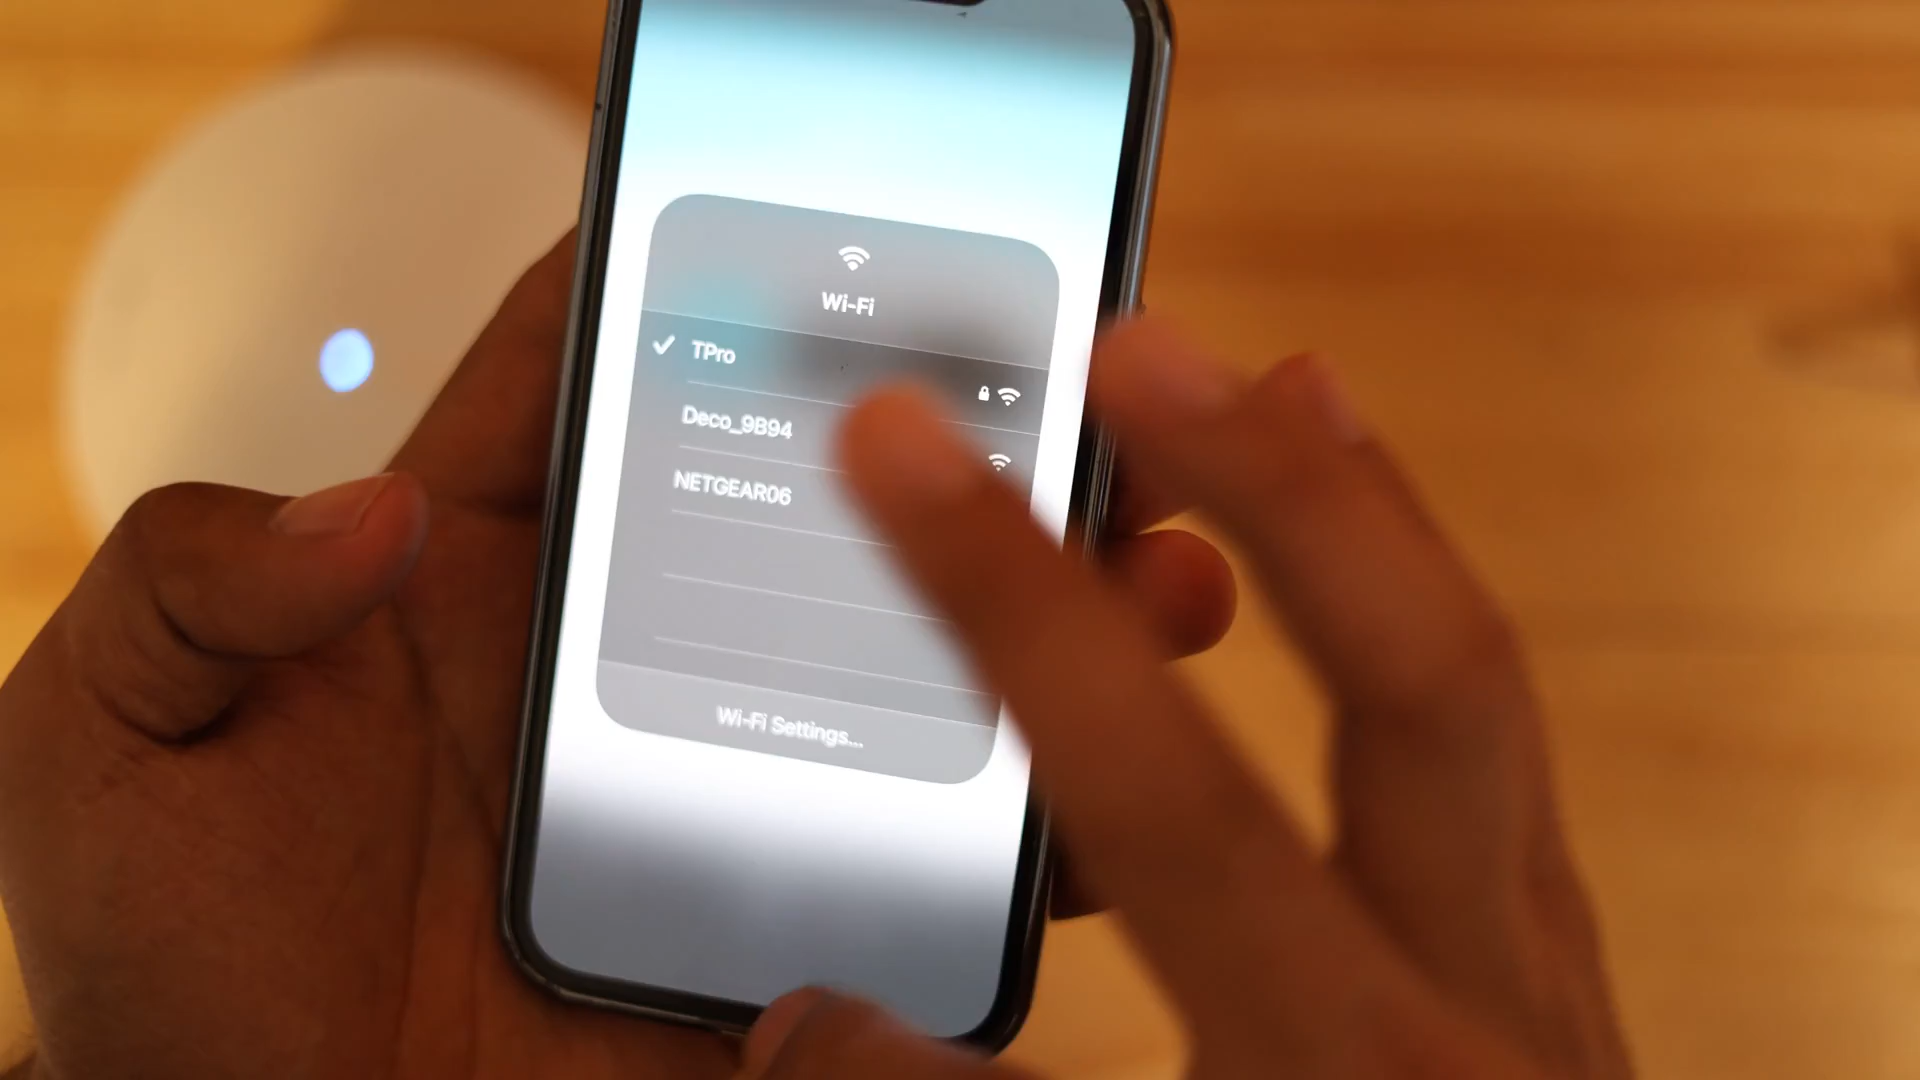 Wi-Fi
TPro
Deco_9B94
NETGEAR06
Wi-Fi Settings...